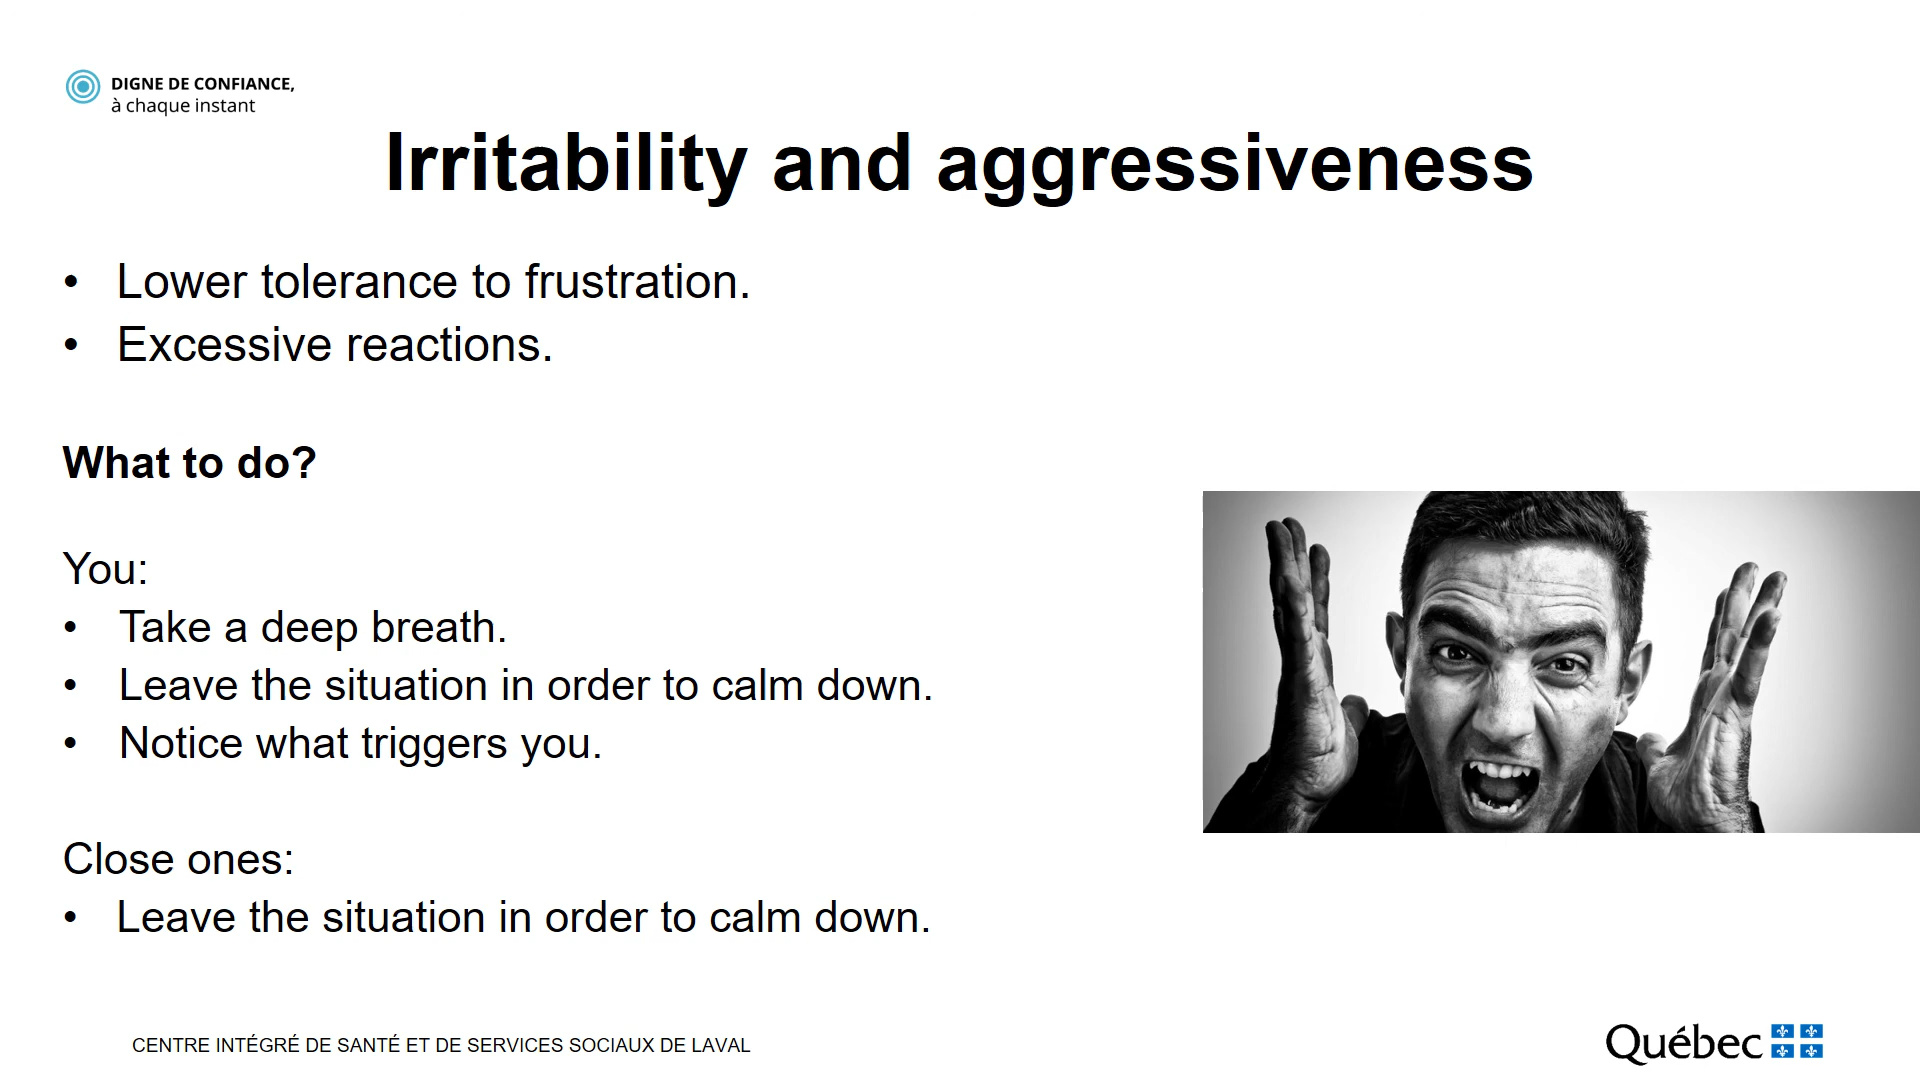 DIGNE DE CONFIANCE,
à chaque instant
Irritability and aggressiveness
• Lower tolerance to frustration.
• Excessive reactions.
What to do?
You:
• Take a deep breath.
• Leave the situation in order to calm down.
• Notice what triggers you.
Close ones:
• Leave the situation in order to calm down.
CENTRE INTÉGRÉ DE SANTÉ ET DE SERVICES SOCIAUX DE LAVAL
Québec